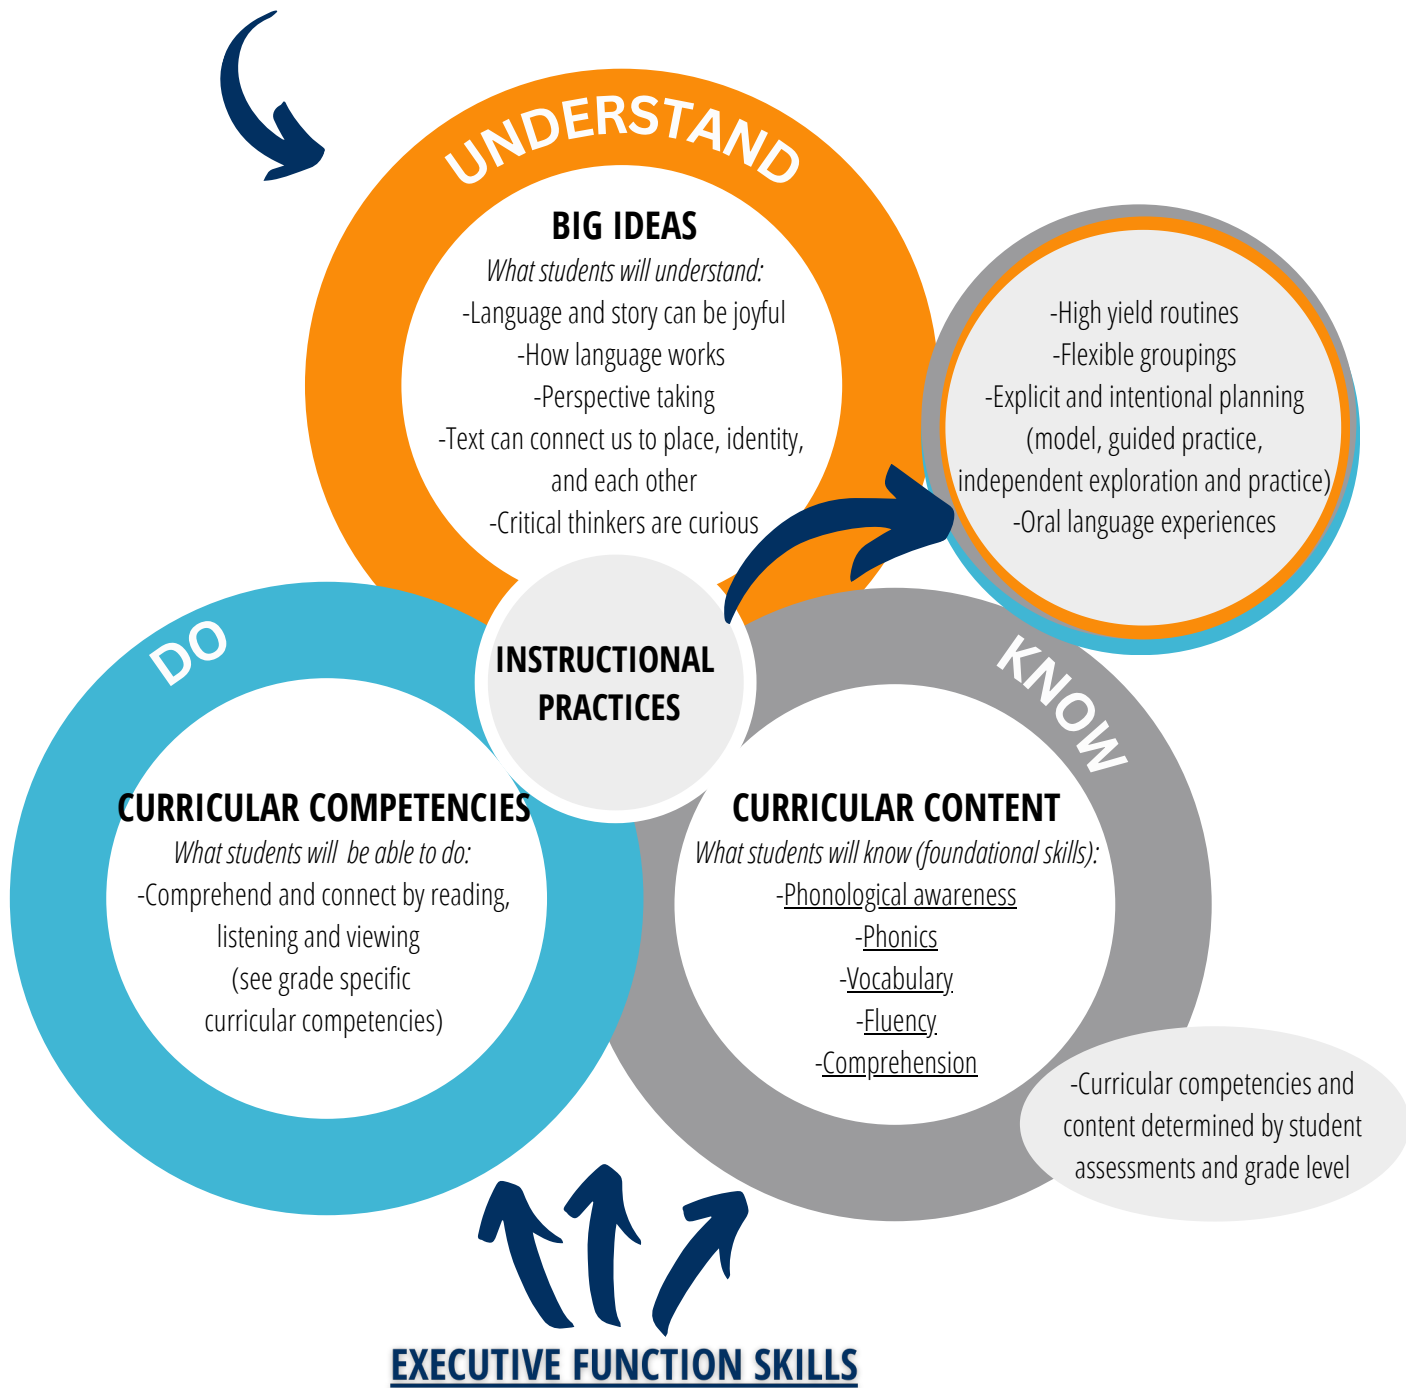 UNDERSTAND
BIG IDEAS
What students will understand:
-Language and story can be joyful
-How language works
-Perspective taking
-Text can connect us to place, identity,
and each other
-Critical thinkers are curious
-High yield routines
-Flexible groupings
-Explicit and intentional planning
(model, guided practice,
independent exploration and practice)
-Oral language experiences
INSTRUCTIONAL
PRACTICES
DO
CURRICULAR COMPETENCIES
What students will be able to do:
-Comprehend and connect by reading,
listening and viewing
(see grade specific
curricular competencies)
KNOW
CURRICULAR CONTENT
What students will know (foundational skills):
-Phonological awareness
-Phonics
-Vocabulary
-Fluency
-Comprehension
-Curricular competencies and
content determined by student
assessments and grade level
EXECUTIVE FUNCTION SKILLS